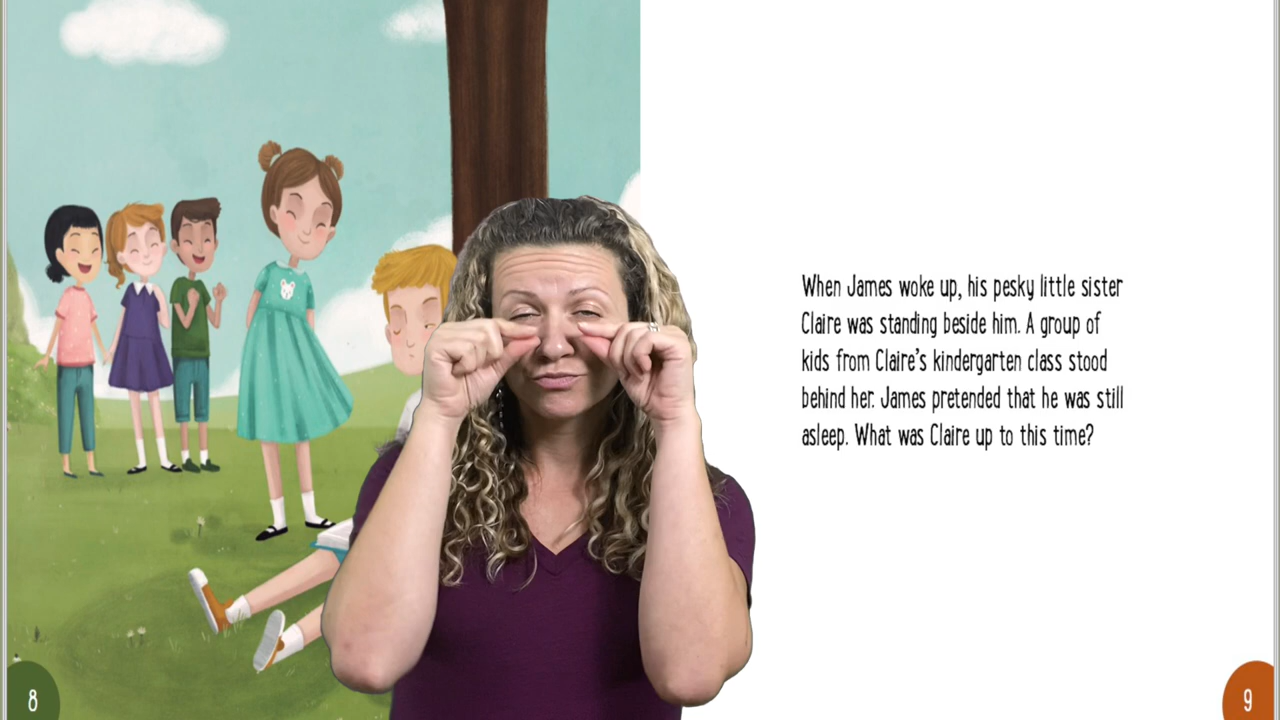 When James woke up, his pesky little sister
Claire was standing beside him. A group of
kids from Claire's kindergarten class stood
behind her. James pretended that he was still
asleep. What was Claire up to this time?
8
9